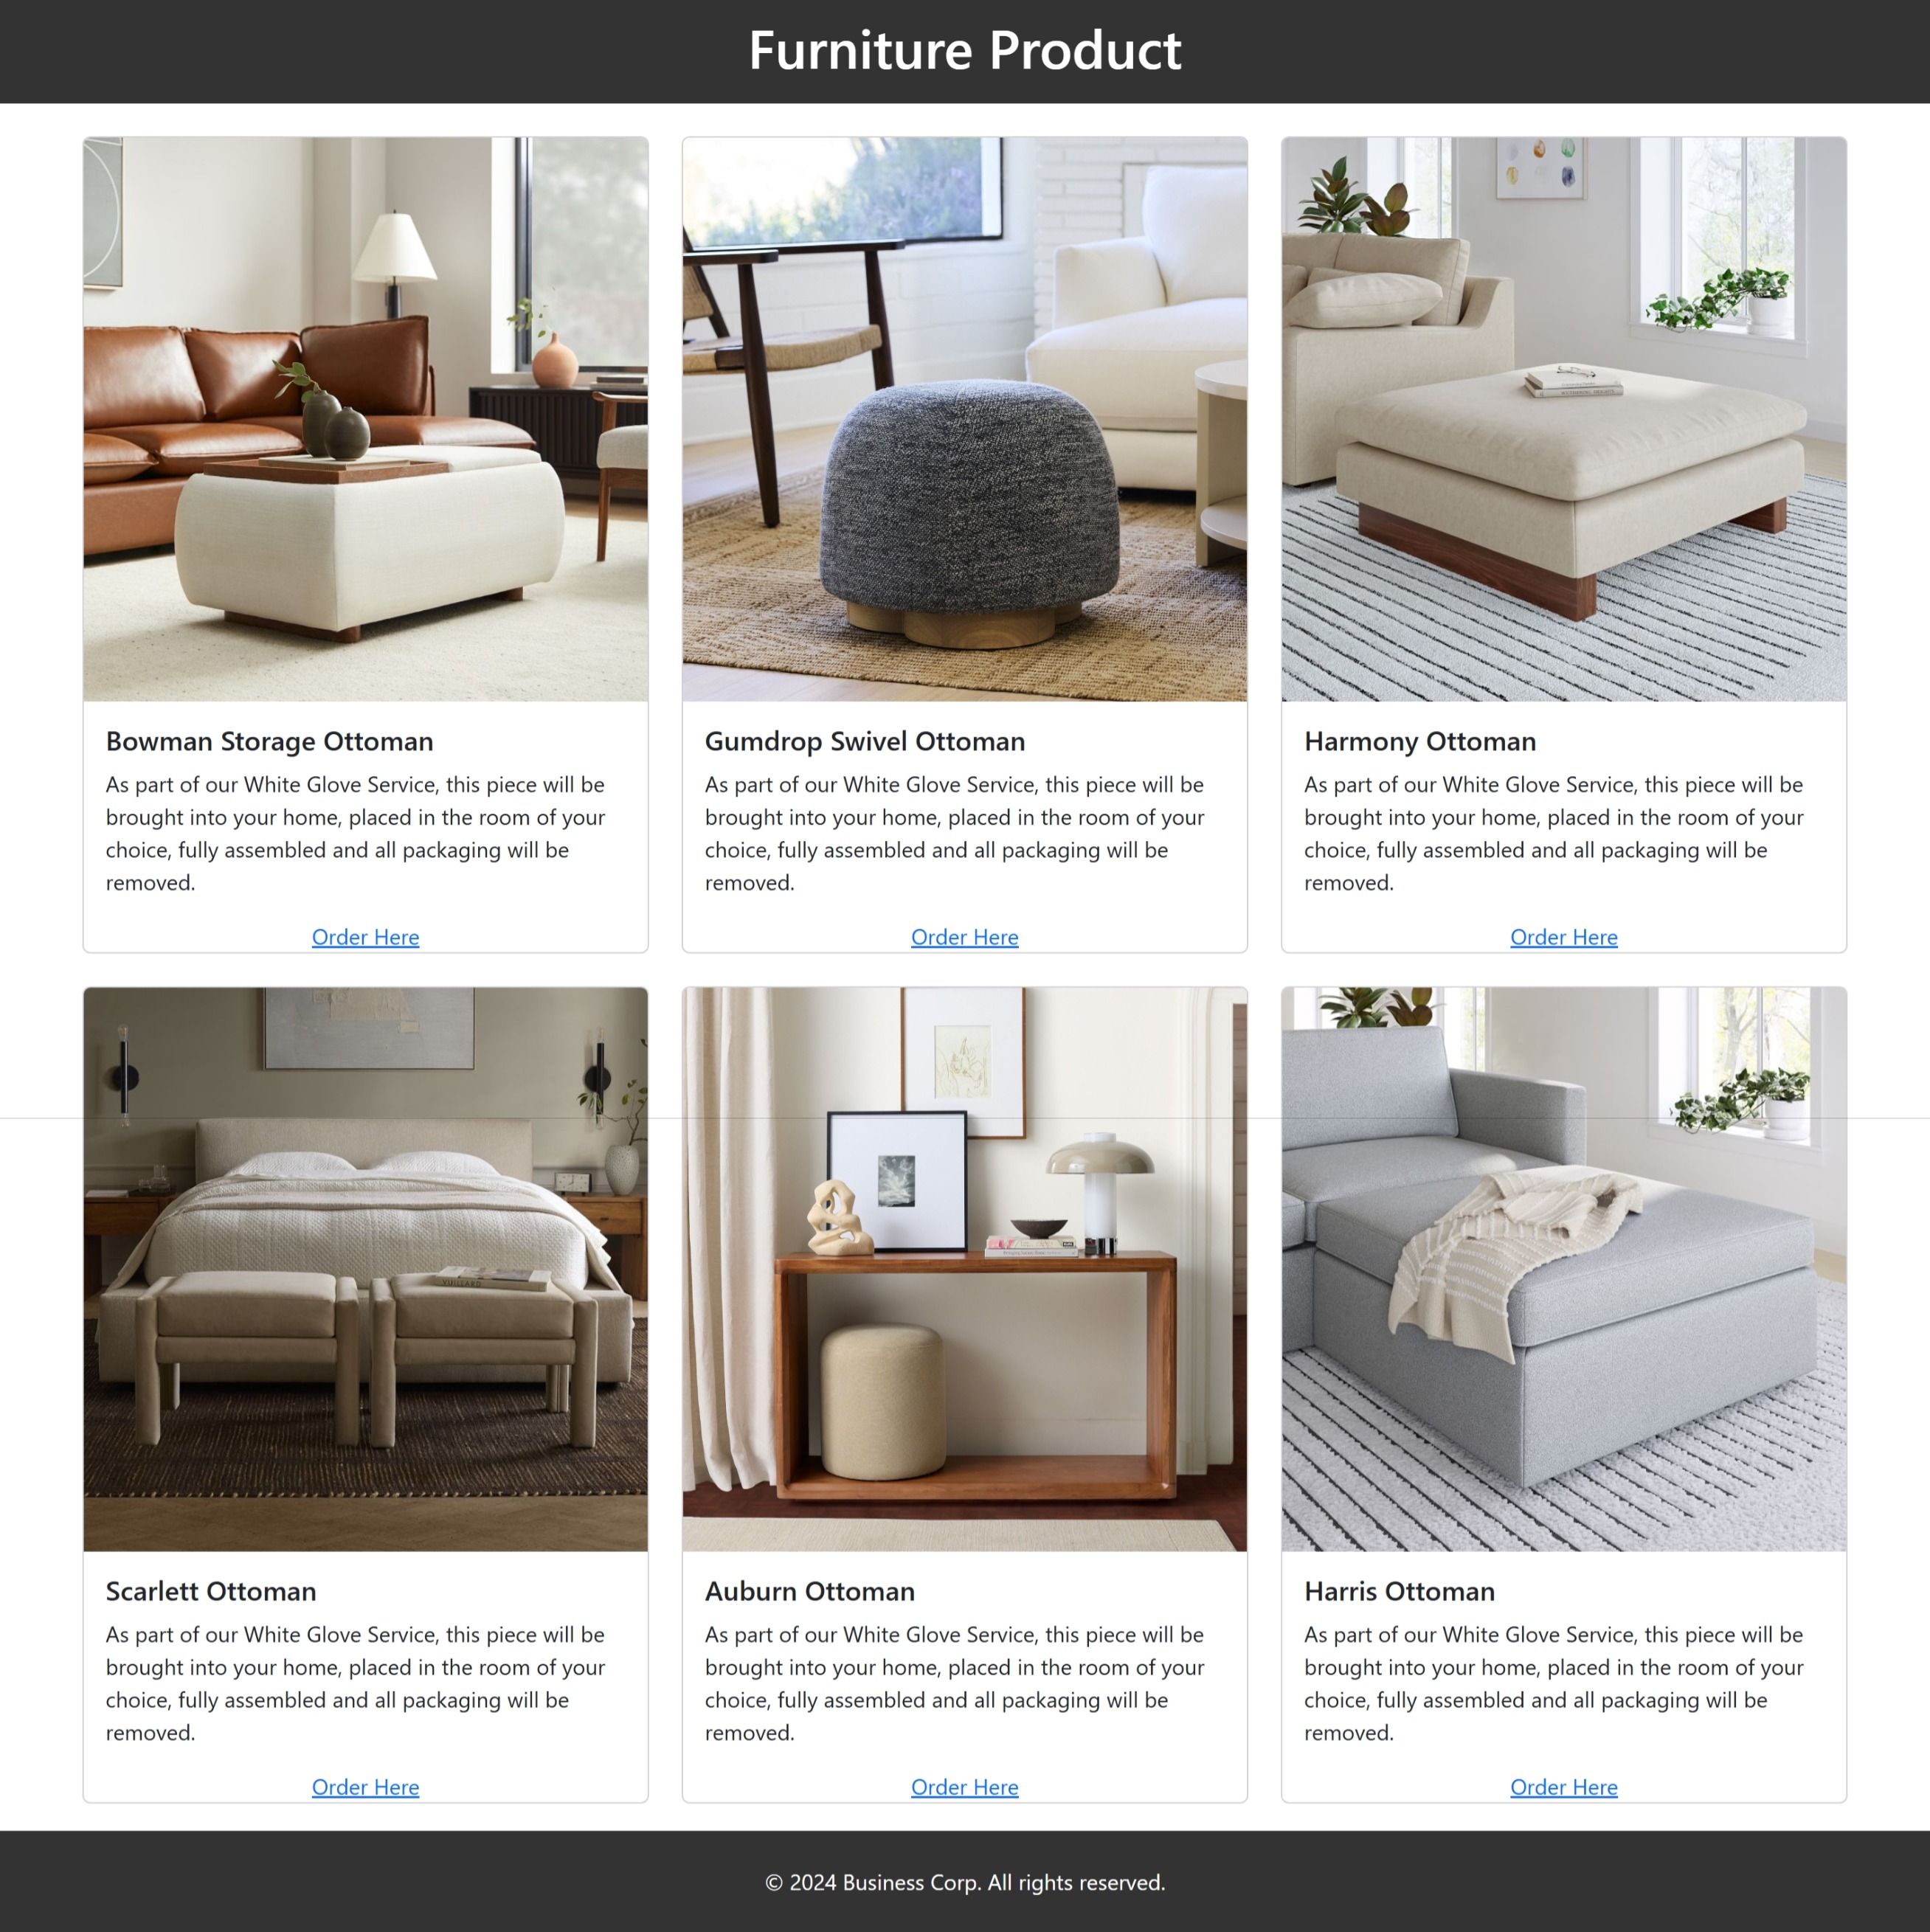 Furniture Product
Bowman Storage Ottoman
As part of our White Glove Service, this piece will be
brought into your home, placed in the room of your
choice, fully assembled and all packaging will be
removed.
Order Here
Gumdrop Swivel Ottoman
As part of our White Glove Service, this piece will be
brought into your home, placed in the room of your
choice, fully assembled and all packaging will be
removed.
Order Here
Harmony Ottoman
As part of our White Glove Service, this piece will be
brought into your home, placed in the room of your
choice, fully assembled and all packaging will be
removed.
Order Here
VUILLARD
Scarlett Ottoman
As part of our White Glove Service, this piece will be
brought into your home, placed in the room of your
choice, fully assembled and all packaging will be
removed.
Order Here
Auburn Ottoman
As part of our White Glove Service, this piece will be
brought into your home, placed in the room of your
choice, fully assembled and all packaging will be
removed.
Order Here
Harris Ottoman
As part of our White Glove Service, this piece will be
brought into your home, placed in the room of your
choice, fully assembled and all packaging will be
removed.
Order Here
© 2024 Business Corp. All rights reserved.